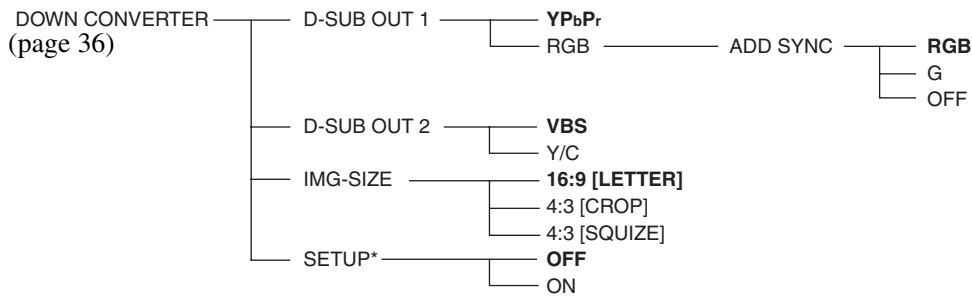 DOWN CONVERTER D-SUB OUT 1 YPbPr
(page 36) RGB ADD SYNC RGB
G
OFF
D-SUB OUT 2 VBS
Y/C
IMG-SIZE 16:9 [LETTER]
4:3 [CROP]
4:3 [SQUIZE]
SETUP* OFF
ON